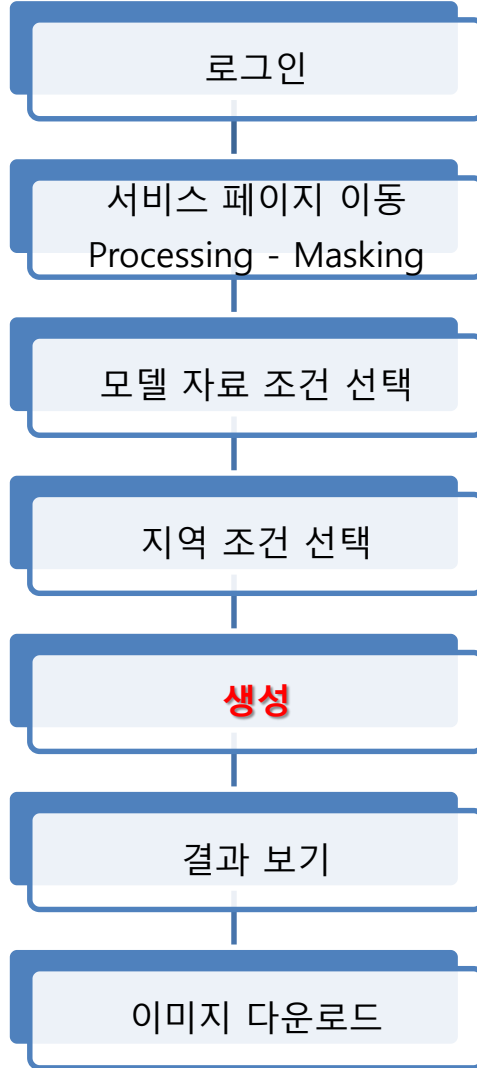 로그인
서비스 페이지 이동
Processing - Masking
모델 자료 조건 선택
지역 조건 선택
생성
결과 보기
이미지 다운로드